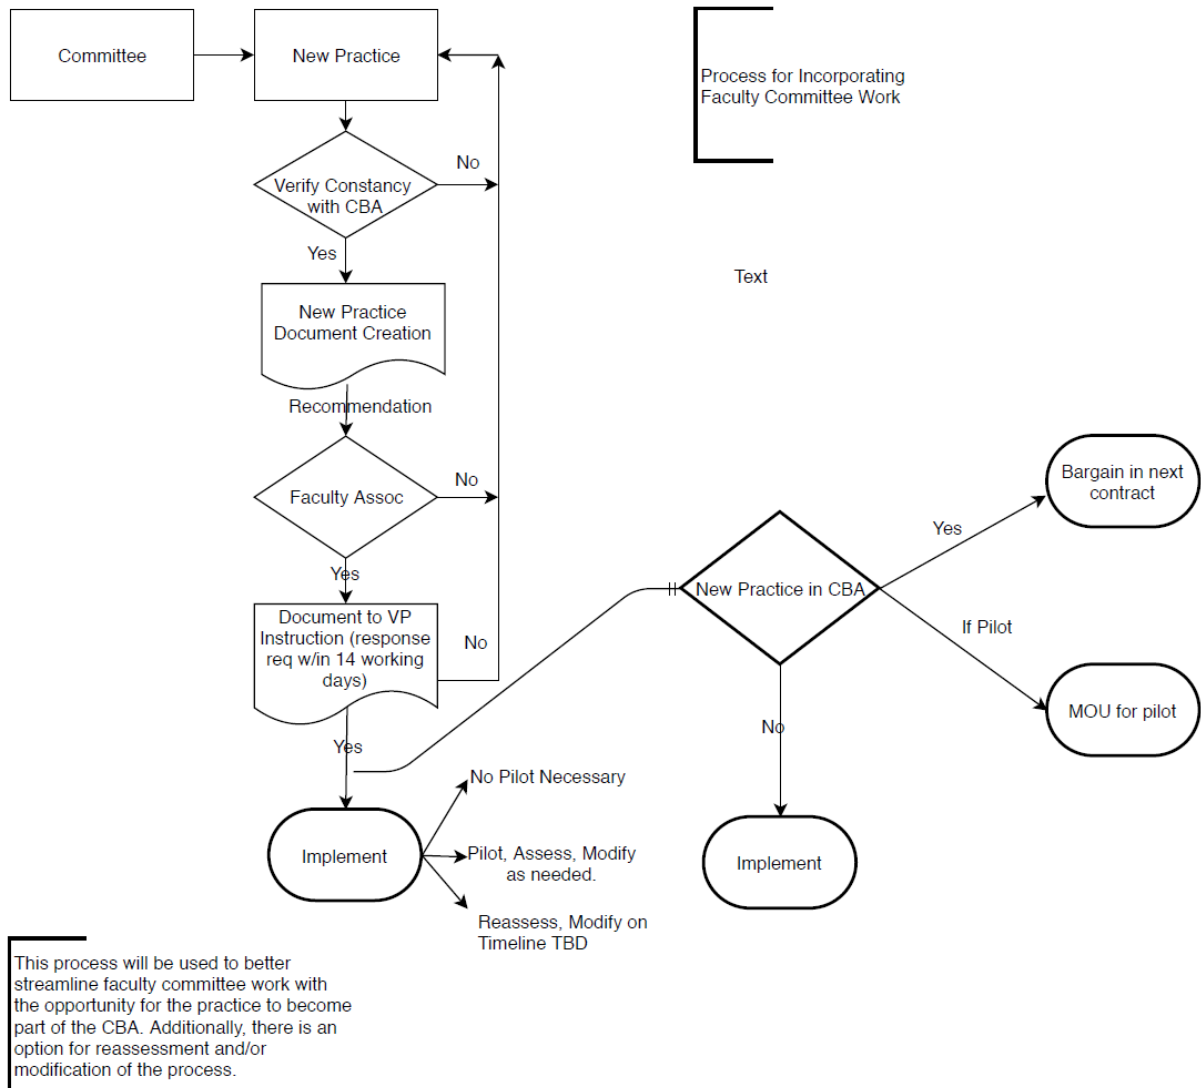 Committee
New Practice
Process for Incorporating
Faculty Committee Work
No
Verify Constancy
with CBA
Yes
Text
New Practice
Document Creation
Recommendation
Faculty Assoc
No
Yes
Document to VP
Instruction (response
req w/in 14 working
days)
No
Yes
Implement
No Pilot Necessary
Pilot, Assess, Modify
as needed.
Reassess, Modify on
Timeline TBD
New Practice in CBA
Yes
Bargain in next
contract
If Pilot
MOU for pilot
No
Implement
This process will be used to better
streamline faculty committee work with
the opportunity for the practice to become
part of the CBA. Additionally, there is an
option for reassessment and/or
modification of the process.